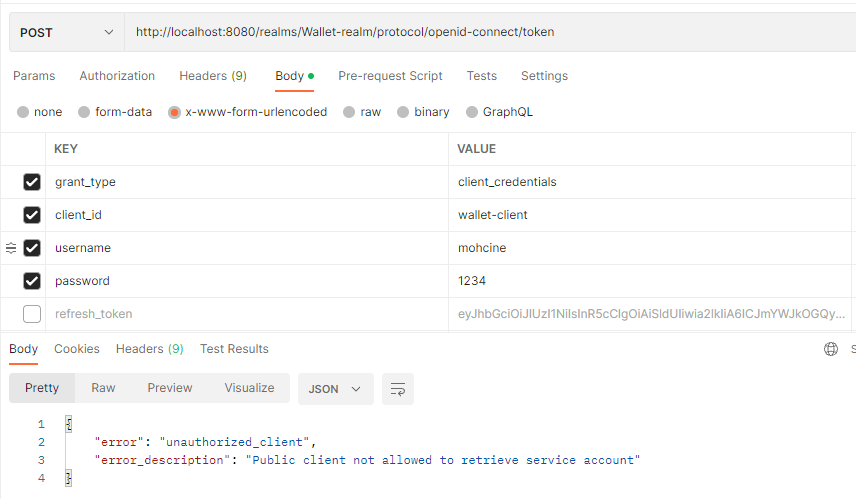 POST http://localhost:8080/realms/Wallet-realm/protocol/openid-connect/token
Params Authorization Headers (9) Body Pre-request Script Tests Settings
none form-data x-www-form-urlencoded raw binary GraphQL
KEY VALUE
grant_type client_credentials
client_id wallet-client
username mohcine
password 1234
refresh_token
Body Cookies Headers (9) Test Results
Pretty Raw Preview Visualize JSON
1 {
2 "error": "unauthorized_client",
3 "error_description": "Public client not allowed to retrieve service account"
4 }